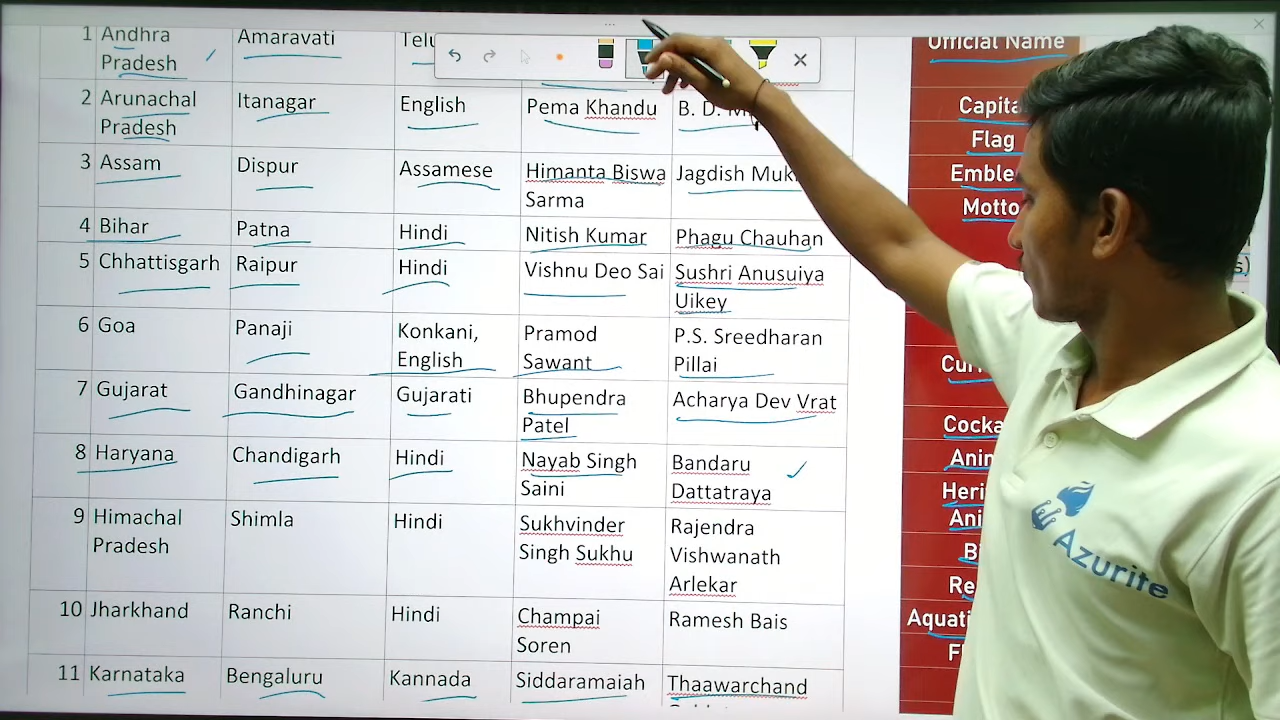 1 Andhra Pradesh Amaravati
2 Arunachal Pradesh Itanagar English Pema Khandu B. D.
3 Assam Dispur Assamese Himanta Biswa Sarma Jagdish
4 Bihar Patna Hindi Nitish Kumar Phagu Chauhan
5 Chhattisgarh Raipur Hindi Vishnu Deo Sai Sushri Anusuiya Uikey
6 Goa Panaji Konkani, English Pramod Sawant P.S. Sreedharan Pillai
7 Gujarat Gandhinagar Gujarati Bhupendra Patel Acharya Dev Vrat
8 Haryana Chandigarh Hindi Nayab Singh Saini Bandaru Dattatraya
9 Himachal Pradesh Shimla Hindi Sukhvinder Singh Sukhu Rajendra Vishwanath Arlekar
10 Jharkhand Ranchi Hindi Champai Soren Ramesh Bais
11 Karnataka Bengaluru Kannada Siddaramaiah Thaawarchand
Official Name
Flag
Motto
Azurite